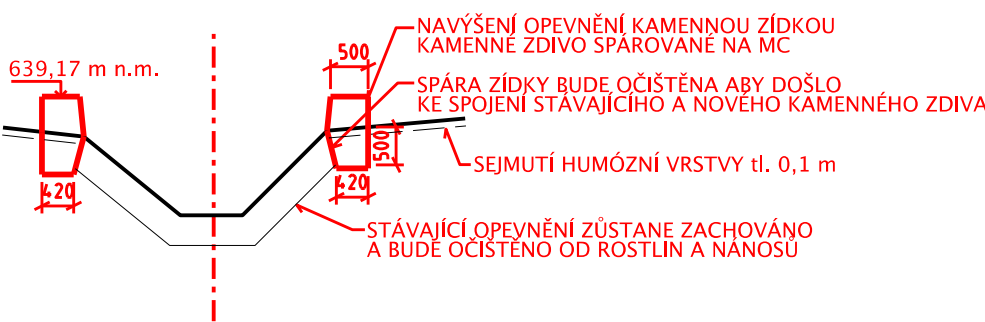 NAVÝŠENÍ OPEVNĚNÍ KAMENNOU ZÍDKOU
KAMENNÉ ZDIVO SPÁROVANÉ NA MC
500
639,17 m n.m.
SPÁRA ZÍDKY BUDE OČIŠTĚNA ABY DOŠLO
KE SPOJENÍ STÁVAJÍCÍHO A NOVÉHO KAMENNÉHO ZDIVA
500
SEJMUTÍ HUMÓZNÍ VRSTVY tl. 0,1 m
420
420
STÁVAJÍCÍ OPEVNĚNÍ ZŮSTANE ZACHOVÁNO
A BUDE OČIŠTĚNO OD ROSTLIN A NÁNOSŮ